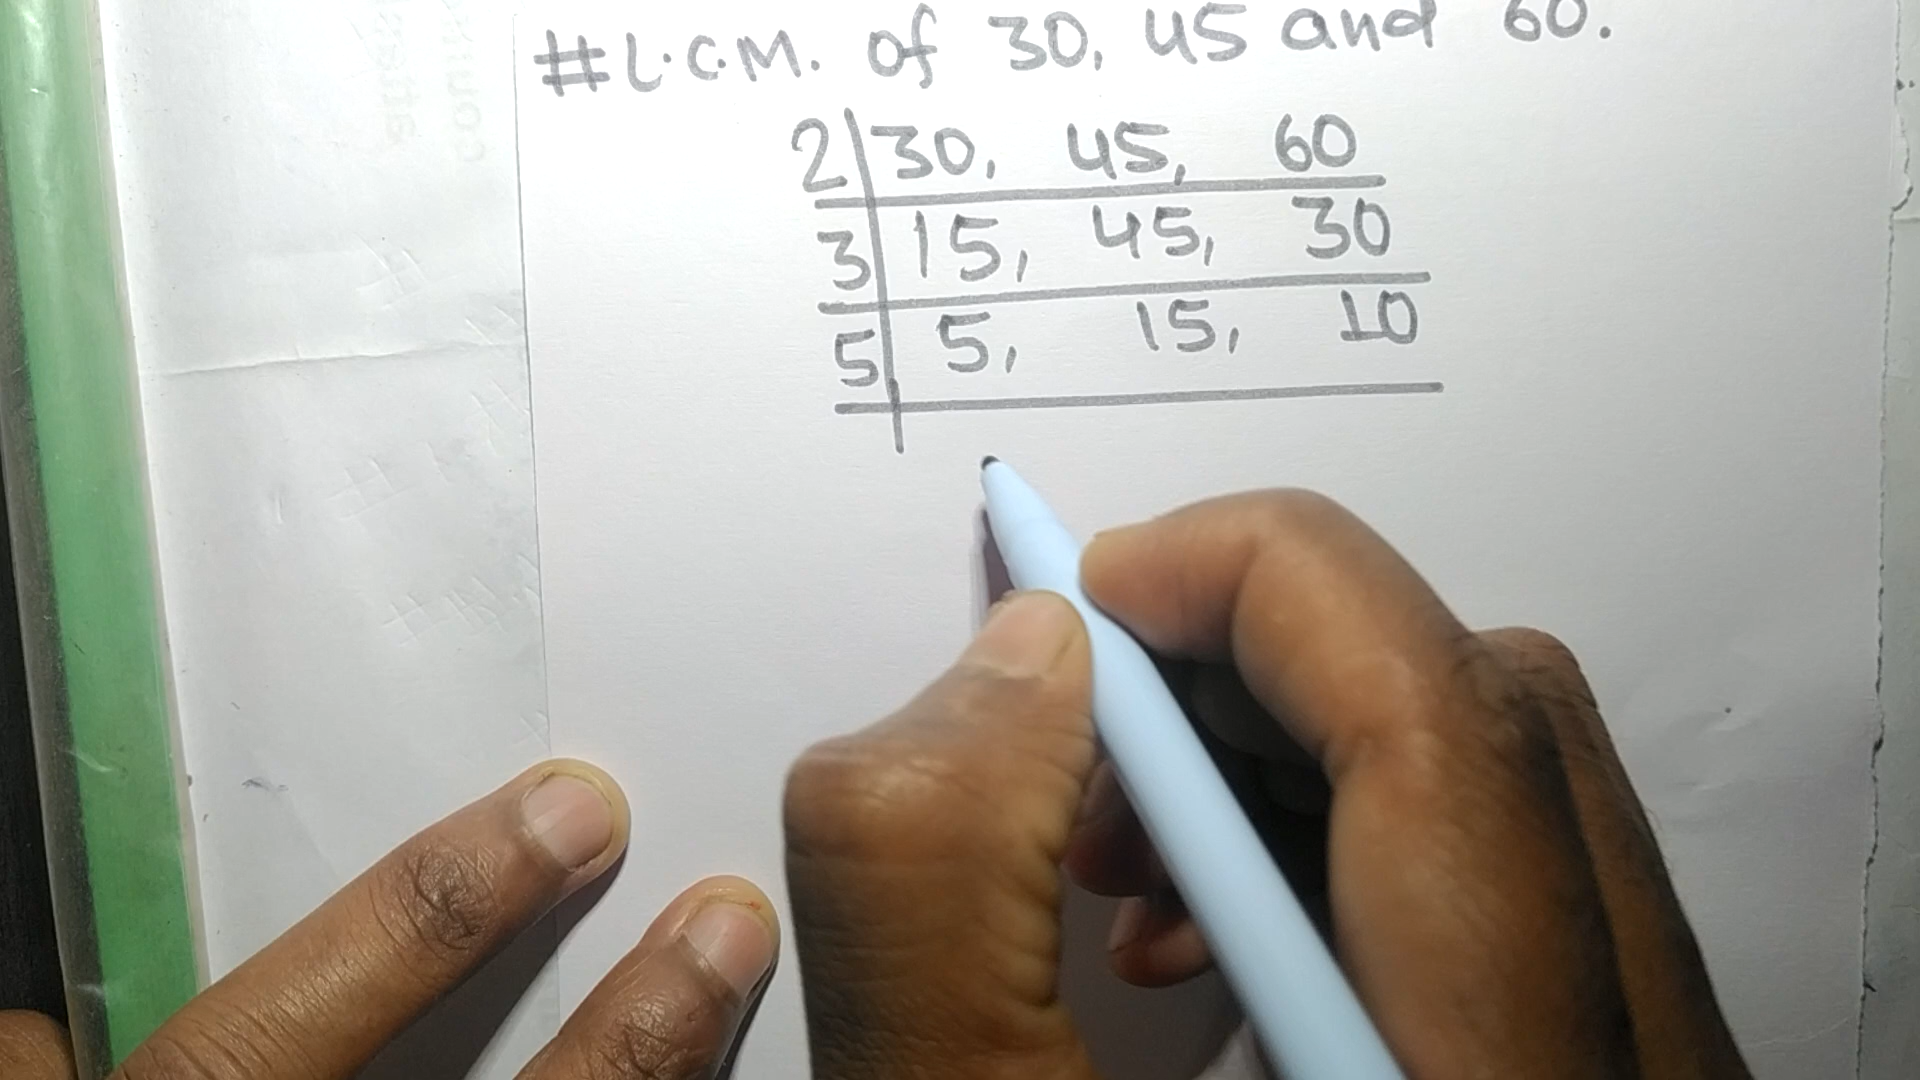 #L.C.M. of 30, 45 and 60.
2 30, 45, 60
3 15, 45, 30
5 5, 15, 10